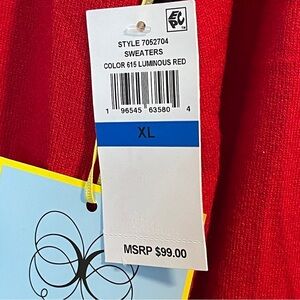 STYLE 7052704
SWEATERS
COLOR 615 LUMINOUS RED
1 96545 63580 4
XL
MSRP $99.00